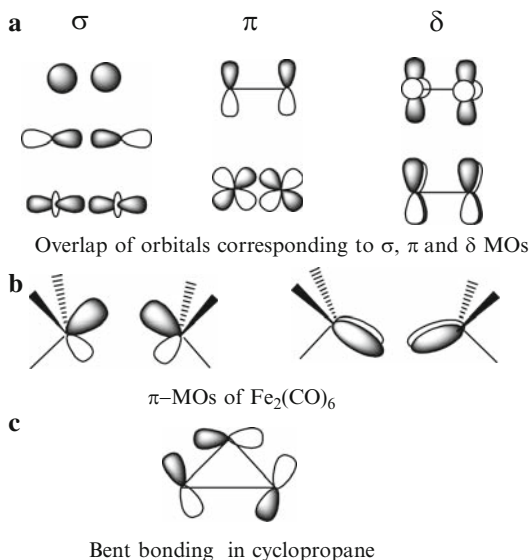 a σ π δ
Overlap of orbitals corresponding to σ, π and δ MOs
b
π–MOs of Fe₂(CO)₆
c
Bent bonding in cyclopropane